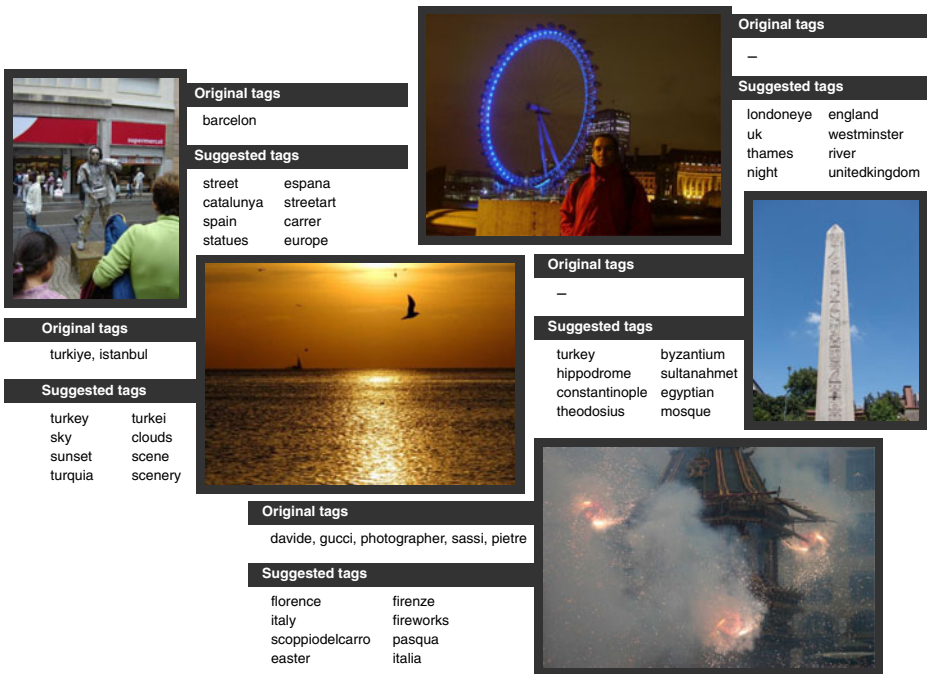 Original tags
barcelon
Suggested tags
street espana
catalunya streetart
spain carrer
statues europe
supermercat
Original tags
–
Suggested tags
londoneye england
uk westminster
thames river
night unitedkingdom
Original tags
turkiye, istanbul
Suggested tags
turkey turkei
sky clouds
sunset scene
turquia scenery
Original tags
–
Suggested tags
turkey byzantium
hippodrome sultanahmet
constantinople egyptian
theodosius mosque
Original tags
davide, gucci, photographer, sassi, pietre
Suggested tags
florence firenze
italy fireworks
scoppiodelcarro pasqua
easter italia